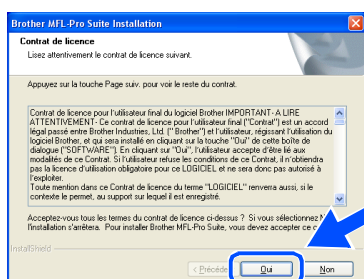 Brother MFL-Pro Suite Installation
Contrat de licence
Lisez attentivement le contrat de licence suivant.
Appuyez sur la touche Page suiv. pour voir le reste du contrat.
Contrat de licence pour l'utilisateur final du logiciel Brother IMPORTANT- A LIRE
ATTENTIVEMENT- Ce contrat de licence pour l'utilisateur final ("Contrat") est un accord
légal passé entre Brother Industries, Ltd. (" Brother") et l'utilisateur, régissant l'utilisation du
logiciel Brother, et qui sera installé en cliquant sur la touche "Oui" de cette boîte de
dialogue ("SOFTWARE"). En cliquant sur "Oui", l'utilisateur accepte d'être lié aux
modalités de ce Contrat. Si l'utilisateur refuse les conditions de ce Contrat, il n'obtiendra
pas la licence d'utilisation obligatoire pour ce LOGICIEL et ne sera donc pas autorisé à
l'exploiter.
Toute mention dans ce Contrat de licence du terme "LOGICIEL" renverra aussi, si le
contexte le permet, au support sur lequel il est enregistré.
Acceptez-vous tous les termes du contrat de licence ci-dessus ? Si vous sélectionnez
l'installation s'arrêtera. Pour installer Brother MFL-Pro Suite, vous devez accepter ce
InstallShield
< Précéde Oui Non